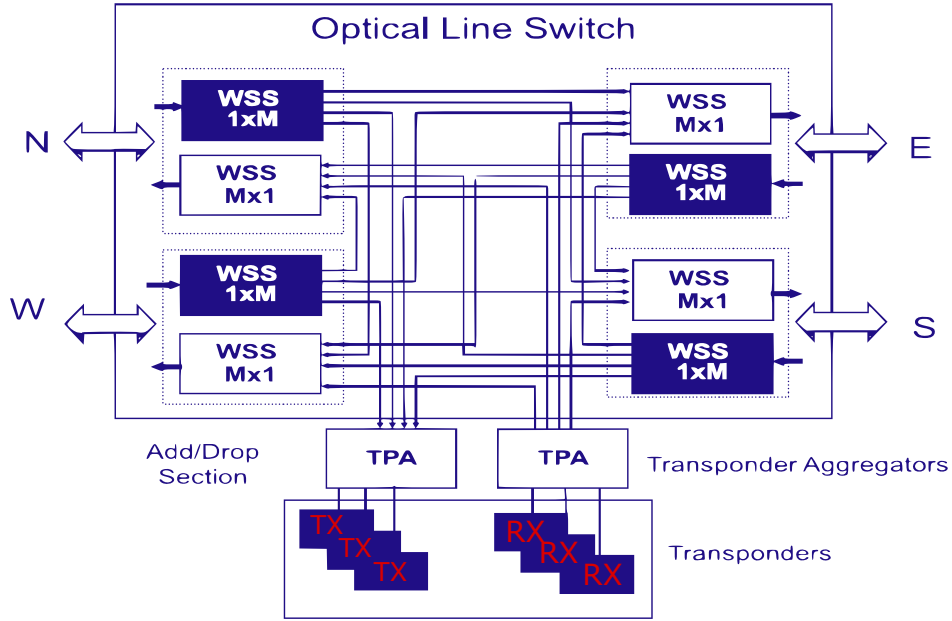 Optical Line Switch
N
WSS
1xM
WSS
Mx1
E
WSS
Mx1
WSS
1xM
W
WSS
1xM
WSS
Mx1
S
WSS
Mx1
WSS
1xM
Add/Drop
Section
TPA
TPA
Transponder Aggregators
TX
TX
TX
RX
RX
RX
Transponders